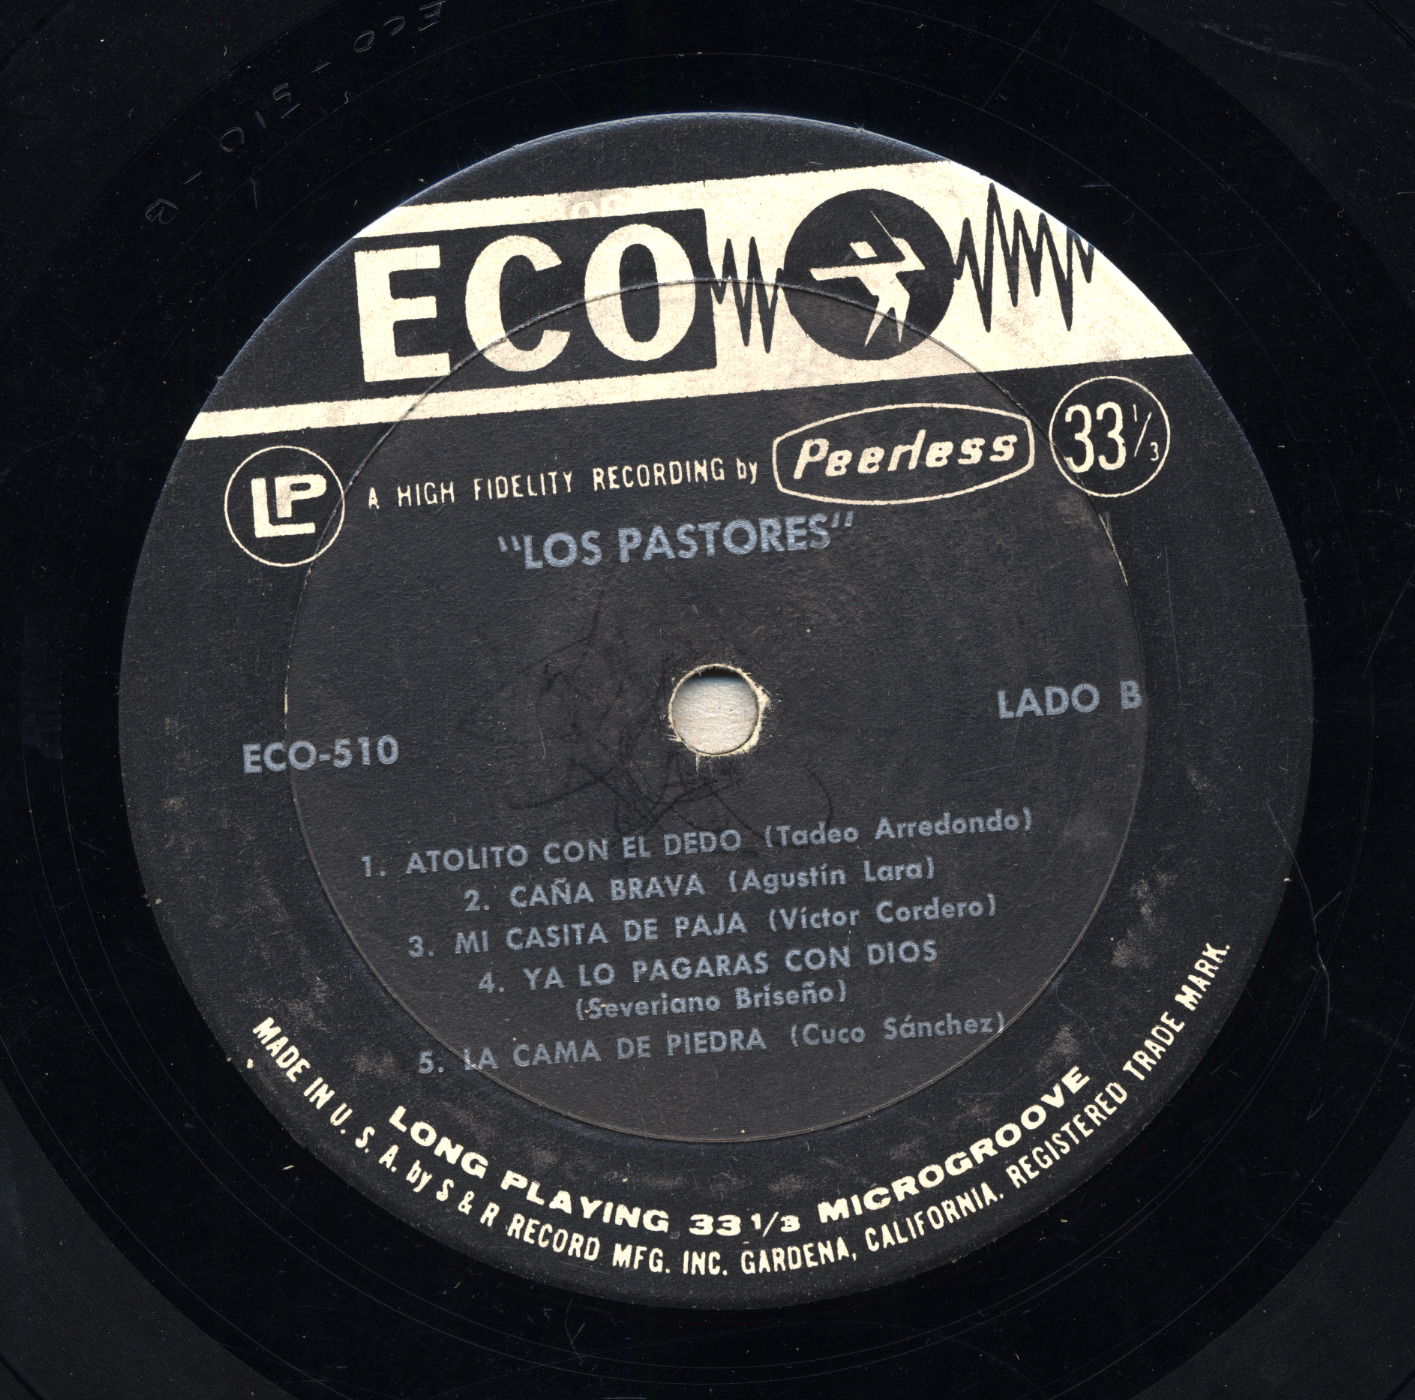 ECO-510-B
ECO
LP
A HIGH FIDELITY RECORDING by Peerless
33 1/3
"LOS PASTORES"
LADO B
ECO-510
1. ATOLITO CON EL DEDO (Tadeo Arredondo)
2. CAÑA BRAVA (Agustín Lara)
3. MI CASITA DE PAJA (Víctor Cordero)
4. YA LO PAGARAS CON DIOS
(Severiano Briseño)
5. LA CAMA DE PIEDRA (Cuco Sánchez)
LONG PLAYING 33 1/3 MICROGROOVE
MADE IN U. S. A. by S & R RECORD MFG. INC. GARDENA, CALIFORNIA. REGISTERED TRADE MARK.